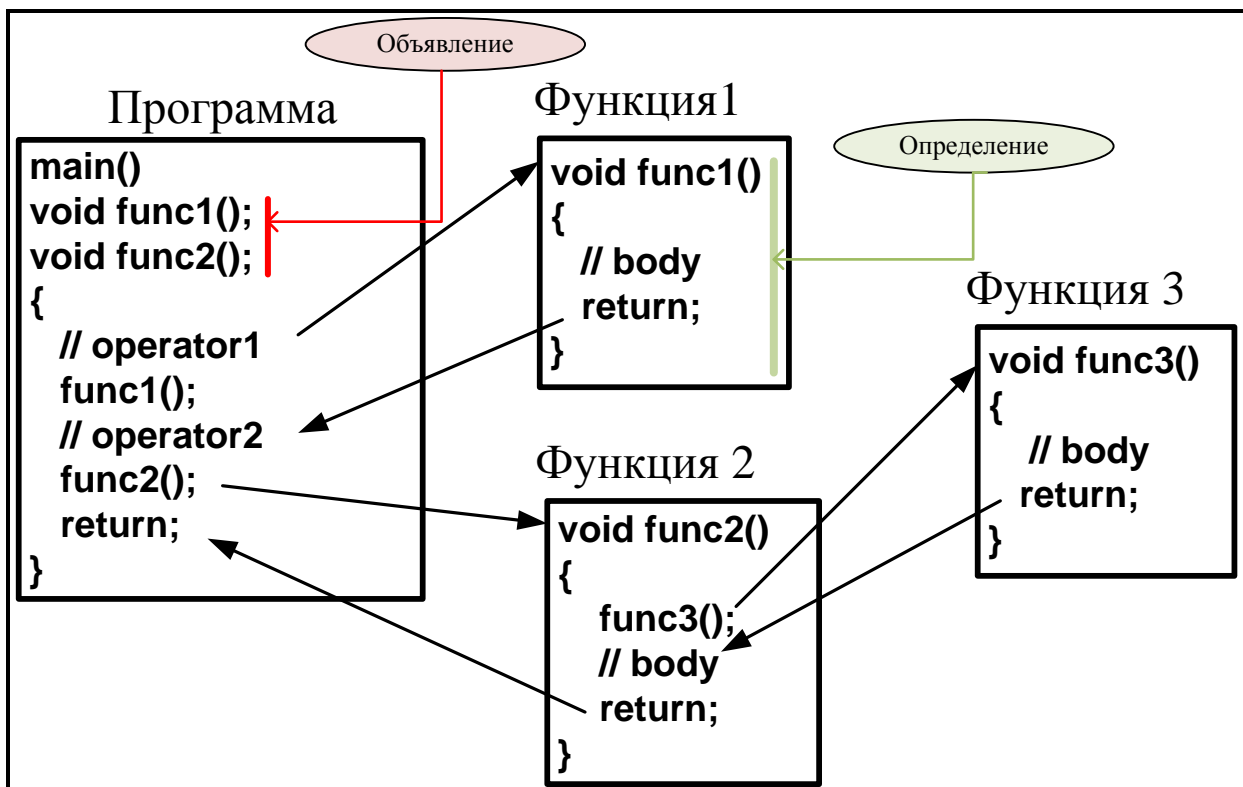 Объявление
Программа
main()
void func1();
void func2();
{
// operator1
func1();
// operator2
func2();
return;
}
Функция1
void func1()
{
// body
return;
}
Определение
Функция 2
void func2()
{
func3();
// body
return;
}
Функция 3
void func3()
{
// body
return;
}